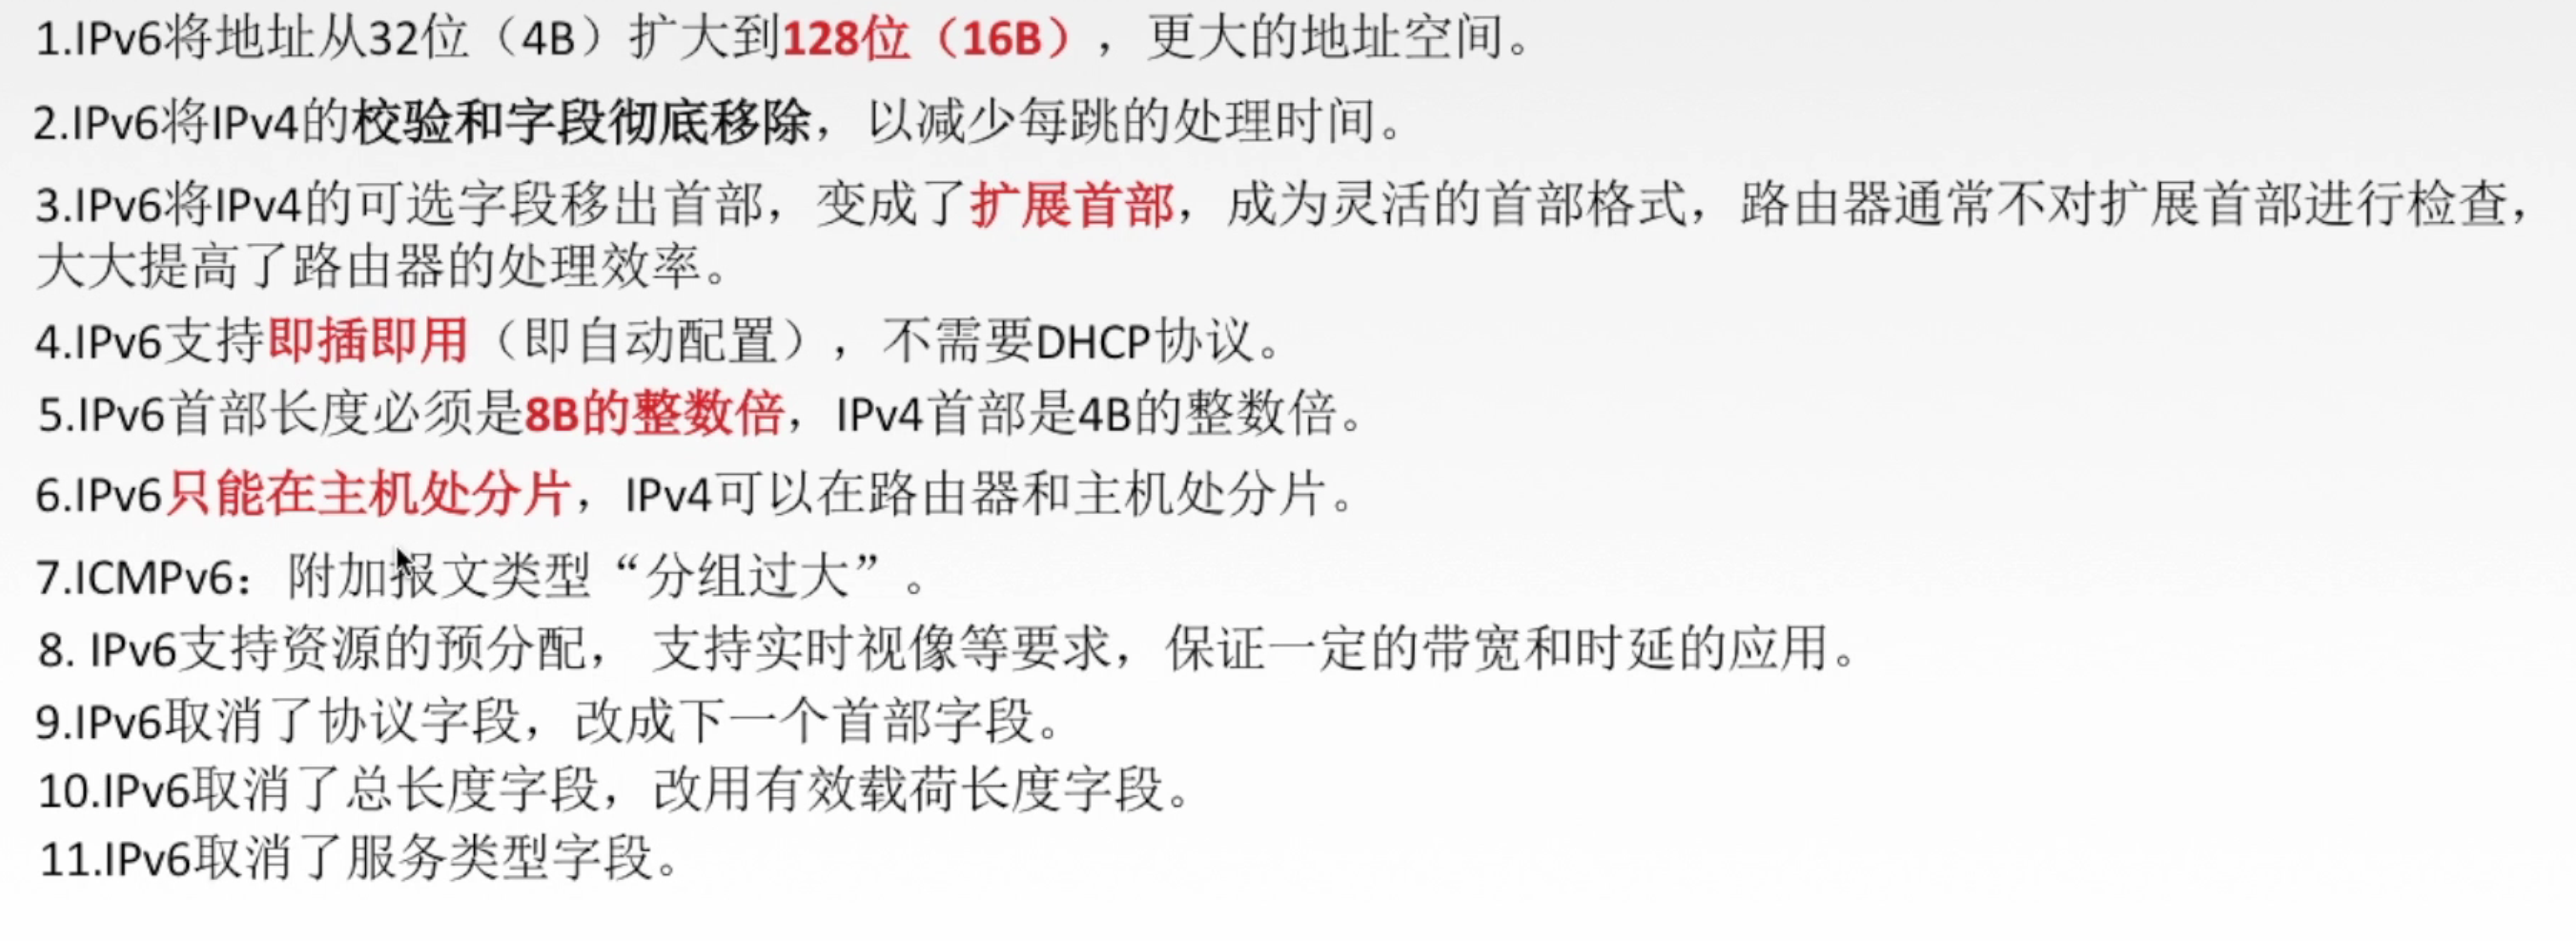 1.IPv6将地址从32位（4B）扩大到128位（16B），更大的地址空间。
2.IPv6将IPv4的校验和字段彻底移除，以减少每跳的处理时间。
3.IPv6将IPv4的可选字段移出首部，变成了扩展首部，成为灵活的首部格式，路由器通常不对扩展首部进行检查，
大大提高了路由器的处理效率。
4.IPv6支持即插即用（即自动配置），不需要DHCP协议。
5.IPv6首部长度必须是8B的整数倍，IPv4首部是4B的整数倍。
6.IPv6只能在主机处分片，IPv4可以在路由器和主机处分片。
7.ICMPv6：附加报文类型“分组过大”。
8. IPv6支持资源的预分配， 支持实时视像等要求，保证一定的带宽和时延的应用。
9.IPv6取消了协议字段，改成下一个首部字段。
10.IPv6取消了总长度字段，改用有效载荷长度字段。
11.IPv6取消了服务类型字段。